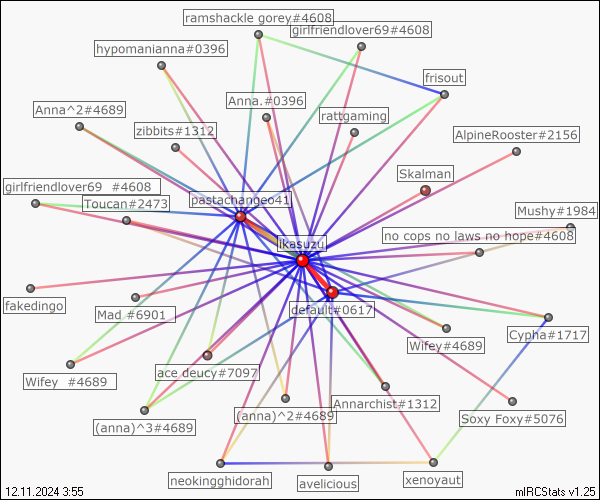 ramshackle gorey#4608
girlfriendlover69#4608
hypomanianna#0396
frisout
Anna.#0396
Anna^2#4689
rattgaming
zibbits#1312
AlpineRooster#2156
Skalman
girlfriendlover69 #4608
pastachangeo41
Toucan#2473
Mushy#1984
no cops no laws no hope#4608
ikasuzu
fakedingo
Mad #6901
default#0617
Cypha#1717
Wifey#4689
ace deucy#7097
Wifey #4689
Annarchist#1312
(anna)^2#4689
Soxy Foxy#5076
(anna)^3#4689
neokingghidorah
avelicious
xenoyaut
12.11.2024 3:55
mIRCStats v1.25